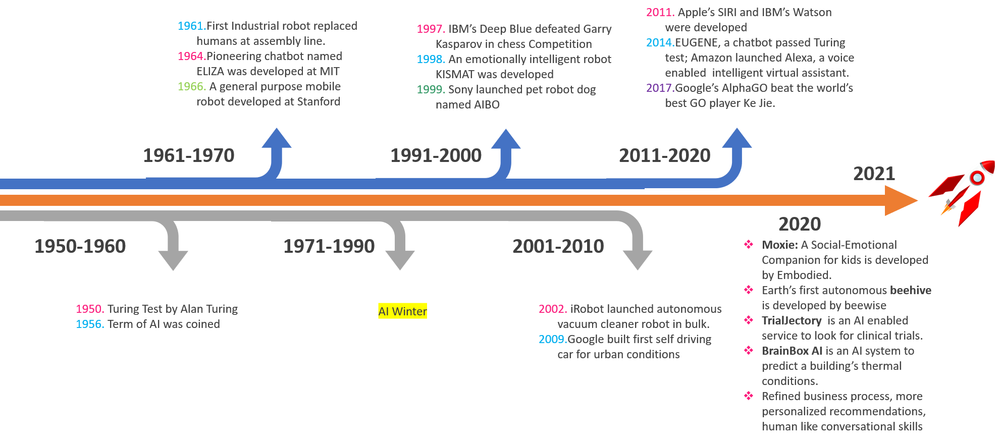 1961.First Industrial robot replaced
humans at assembly line.
1964.Pioneering chatbot named
ELIZA was developed at MIT
1966. A general purpose mobile
robot developed at Stanford
1997. IBM’s Deep Blue defeated Garry
Kasparov in chess Competition
1998. An emotionally intelligent robot
KISMAT was developed
1999. Sony launched pet robot dog
named AIBO
2011. Apple’s SIRI and IBM’s Watson
were developed
2014.EUGENE, a chatbot passed Turing
test; Amazon launched Alexa, a voice
enabled  intelligent virtual assistant.
2017.Google’s AlphaGO beat the world’s
best GO player Ke Jie.
1961-1970
1991-2000
2011-2020
2021
1950-1960
1971-1990
2001-2010
1950. Turing Test by Alan Turing
1956. Term of AI was coined
AI Winter
2002. iRobot launched autonomous
vacuum cleaner robot in bulk.
2009.Google built first self driving
car for urban conditions
2020
Moxie: A Social-Emotional
Companion for kids is developed
by Embodied.
Earth’s first autonomous beehive
is developed by beewise
TrialJectory  is an AI enabled
service to look for clinical trials.
BrainBox AI is an AI system to
predict a building’s thermal
conditions.
Refined business process, more
personalized recommendations,
human like conversational skills